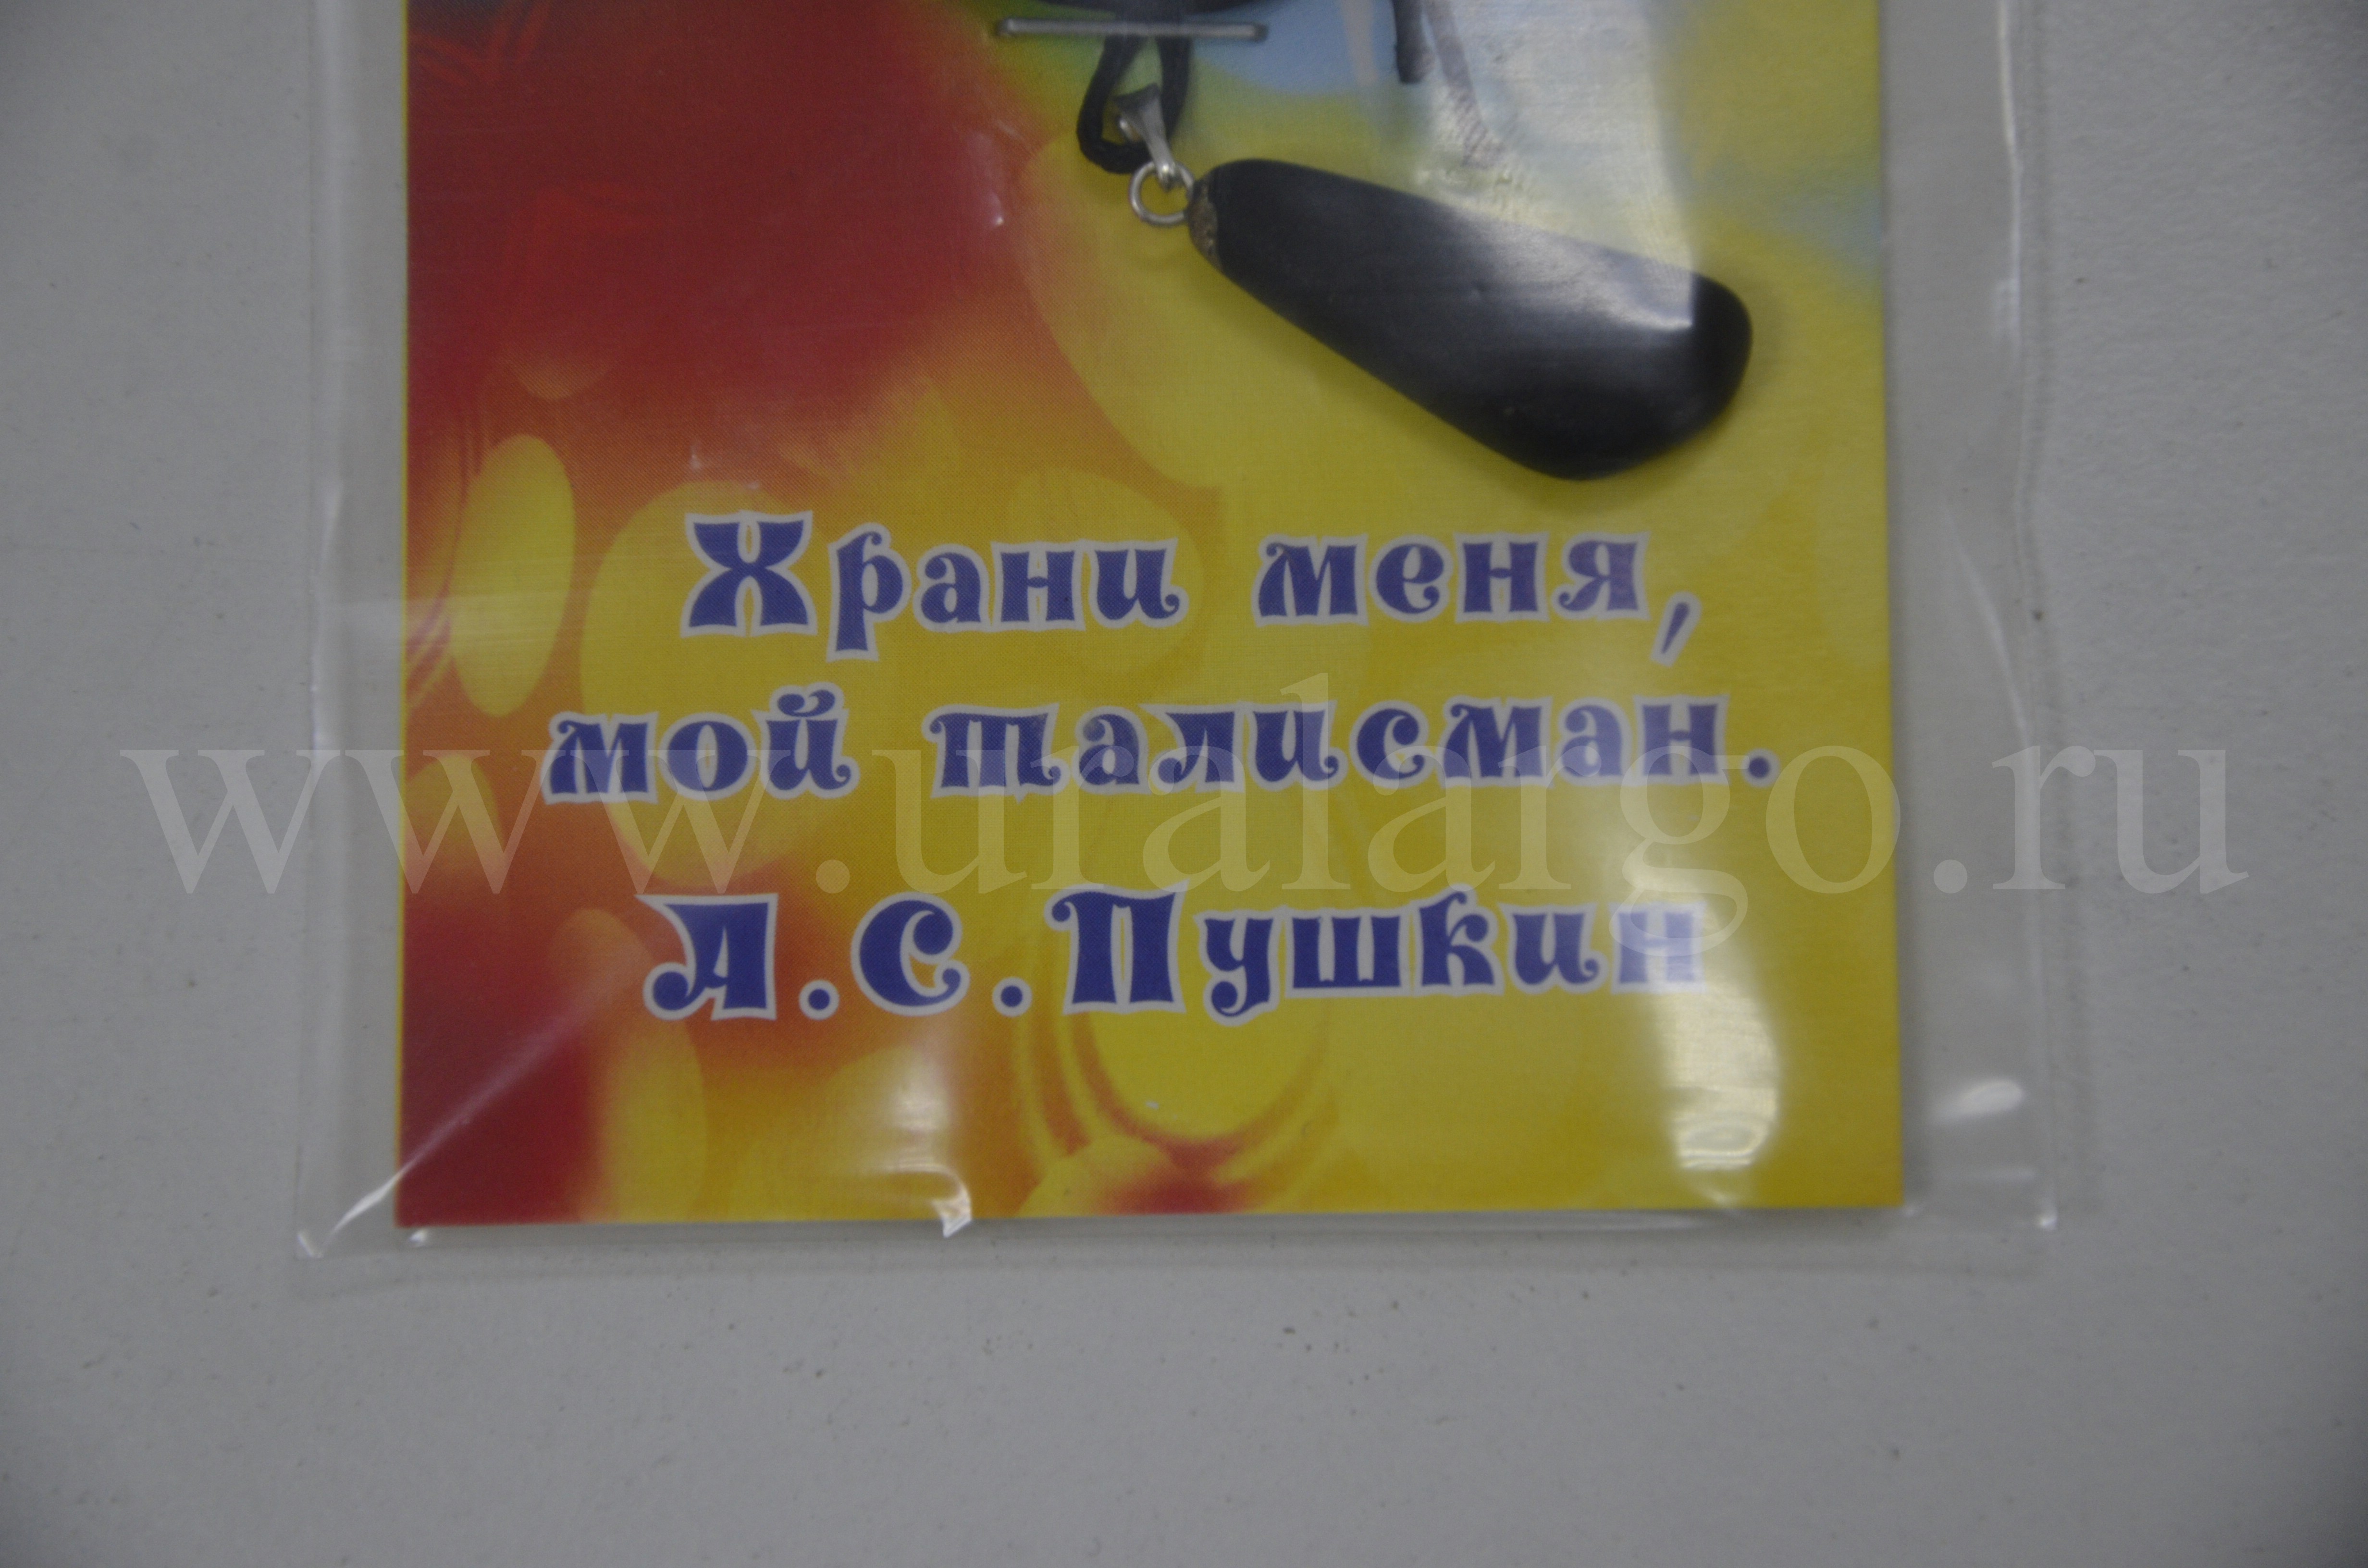 Храни меня,
мой талисман.
www.uralargo.ru
А.С.Пушкин